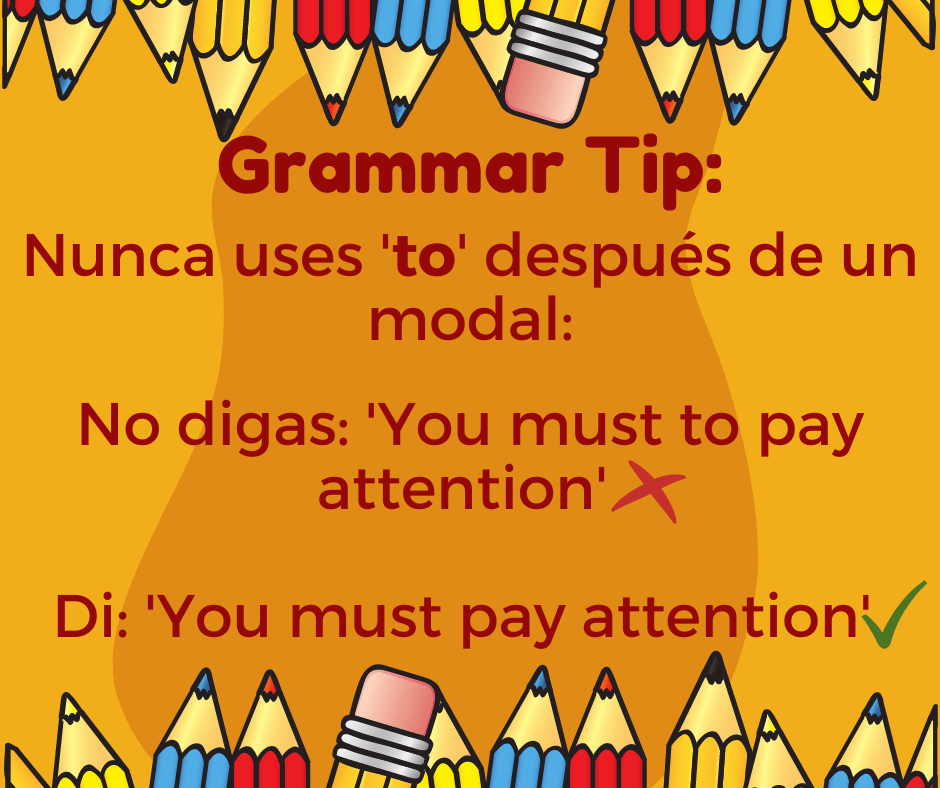 Grammar Tip:
Nunca uses 'to' después de un
modal:
No digas: 'You must to pay
attention'
Di: 'You must pay attention'